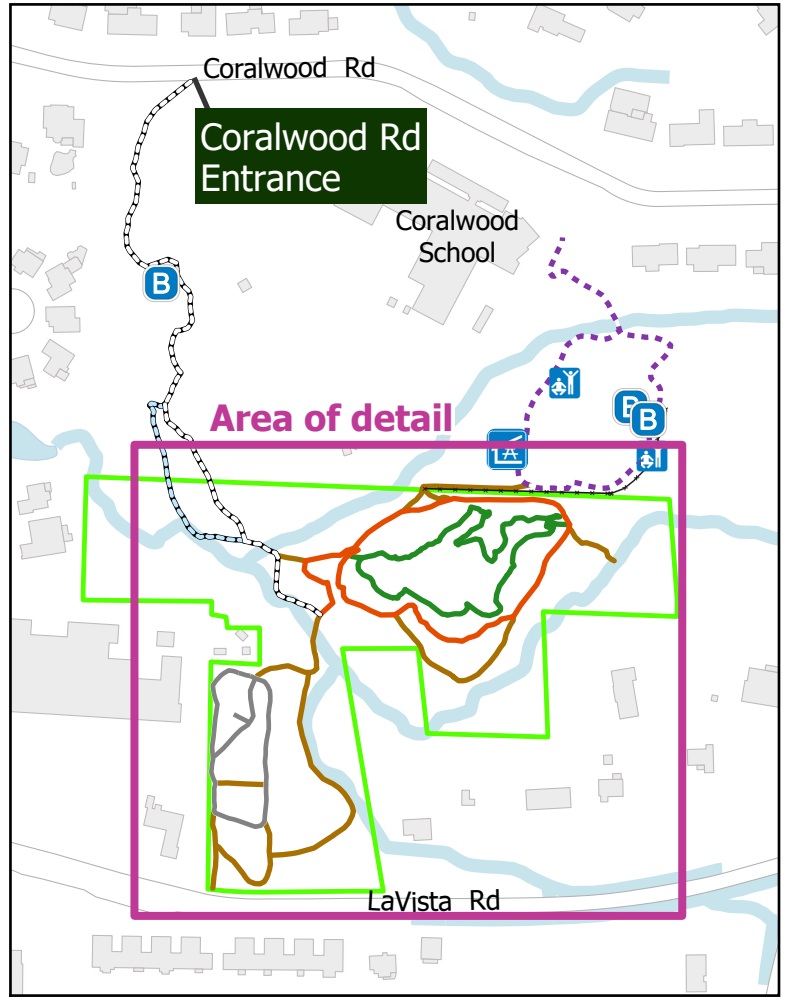 Coralwood Rd
Coralwood Rd
Entrance
Coralwood
School
B
B
B
Area of detail
A
LaVista Rd